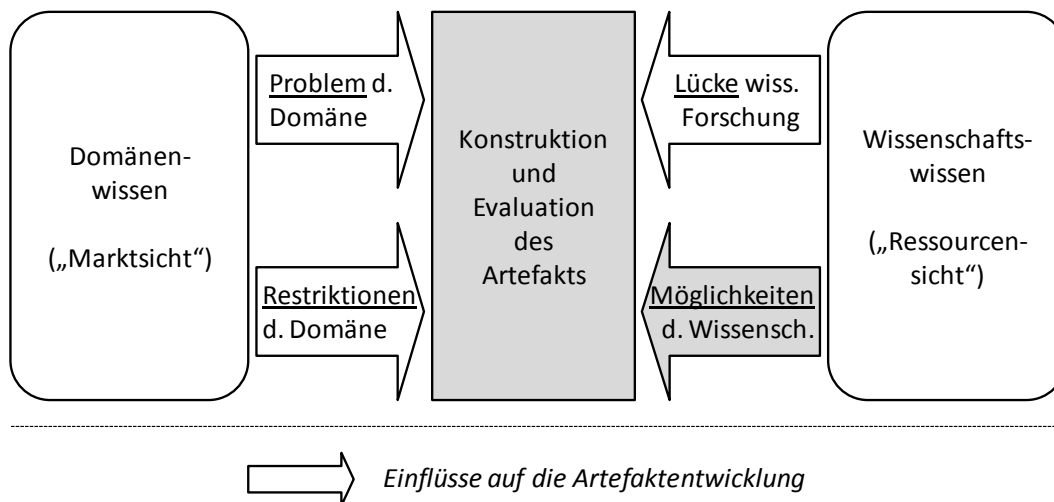 Domänen-
wissen
(„Marktsicht“)
Problem d.
Domäne
Restriktionen
d. Domäne
Konstruktion
und
Evaluation
des
Artefakts
Lücke wiss.
Forschung
Möglichkeiten
d. Wissensch.
Wissenschafts-
wissen
(„Ressourcen-
sicht“)
Einflüsse auf die Artefaktentwicklung